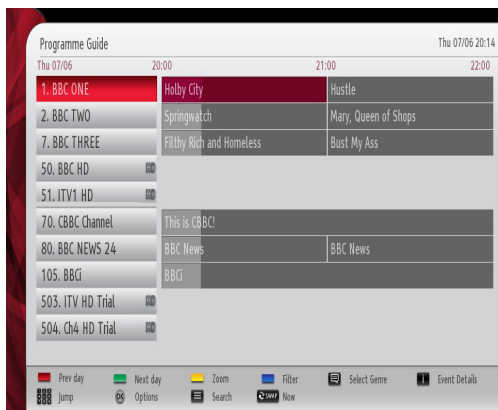 Programme Guide Thu 07/06 20:14
Thu 07/06 20:00 21:00 22:00
1. BBC ONE Holby City Hustle
2. BBC TWO Springwatch Mary, Queen of Shops
7. BBC THREE Filthy Rich and Homeless Bust My Ass
50. BBC HD
51. ITV1 HD
70. CBBC Channel This is CBBC!
80. BBC NEWS 24 BBC News BBC News
105. BBCi BBCi
503. ITV HD Trial
504. Ch4 HD Trial
Prev day Next day Zoom Filter Select Genre i Event Details
Jump OK Options Search SWAP Now